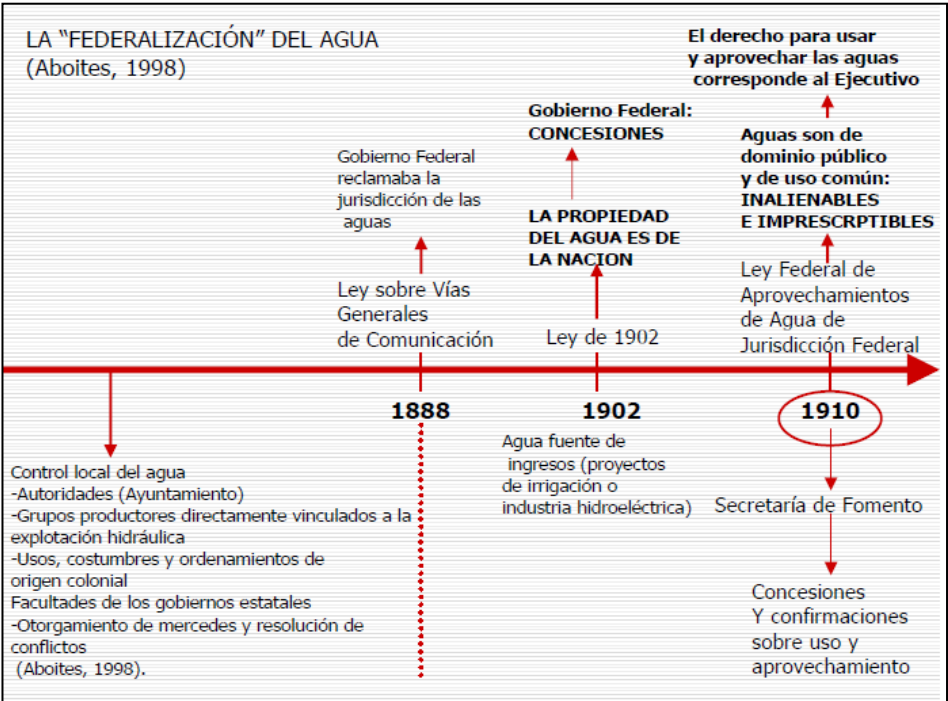 LA "FEDERALIZACIÓN" DEL AGUA
(Aboites, 1998)
El derecho para usar
y aprovechar las aguas
corresponde al Ejecutivo
Gobierno Federal:
CONCESIONES
Aguas son de
dominio público
y de uso común:
INALIENABLES
E IMPRESCRPTIBLES
Gobierno Federal
reclamaba la
jurisdicción de las
aguas
LA PROPIEDAD
DEL AGUA ES DE
LA NACION
Ley sobre Vías
Generales
de Comunicación
Ley de 1902
Ley Federal de
Aprovechamientos
de Agua de
Jurisdicción Federal
1888
1902
1910
Control local del agua
-Autoridades (Ayuntamiento)
-Grupos productores directamente vinculados a la
explotación hidráulica
-Usos, costumbres y ordenamientos de
origen colonial
Facultades de los gobiernos estatales
-Otorgamiento de mercedes y resolución de
conflictos
(Aboites, 1998).
Agua fuente de
ingresos (proyectos
de irrigación o
industria hidroeléctrica)
Secretaría de Fomento
Concesiones
Y confirmaciones
sobre uso y
aprovechamiento